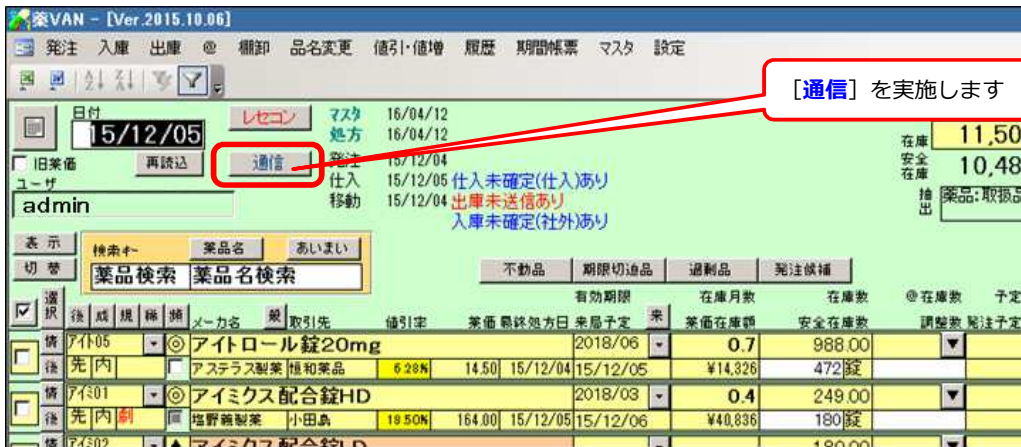 薬VAN - [Ver.2015.10.06]
発注 入庫 出庫 @ 棚卸 品名変更 値引・値増 履歴 期間帳票 マスタ 設定
[通信] を実施します
日付
15/12/05
レセコン
マスタ 16/04/12
処方 16/04/12
旧薬価
再読込
通信
発注 15/12/04
仕入 15/12/05 仕入未確定(仕入)あり
移動 15/12/04 出庫未送信あり
入庫未確定(社外)あり
ユーザ
admin
在庫 11,50
安全在庫 10,48
抽出 薬品:取扱品
表示
切替
検索キー 薬品名 あいまい
薬品検索 薬品名検索
不動品 期限切迫品 過剰品 発注候補
有効期限 在庫月数 在庫数 @在庫数 予定
選択 後 成 規 稀 頻 メーカ名 般 取引先 値引率 薬価 最終処方日 来局予定 来 薬価在庫額 安全在庫数 調整数 発注予定
情 アイト05 ◎ アイトロール錠20mg 2018/06 0.7 988.00
後 先 内 アステラス製薬 恒和薬品 6.28% 14.50 15/12/04 15/12/05 ¥14,326 472 錠
情 アイミ01 ◎ アイミクス配合錠HD 2018/03 0.4 249.00
後 先 内 劇 塩野義製薬 小田島 18.50% 164.00 15/12/05 15/12/06 ¥40,836 180 錠
情 アイミ02 アイミクス配合錠LD 180.00